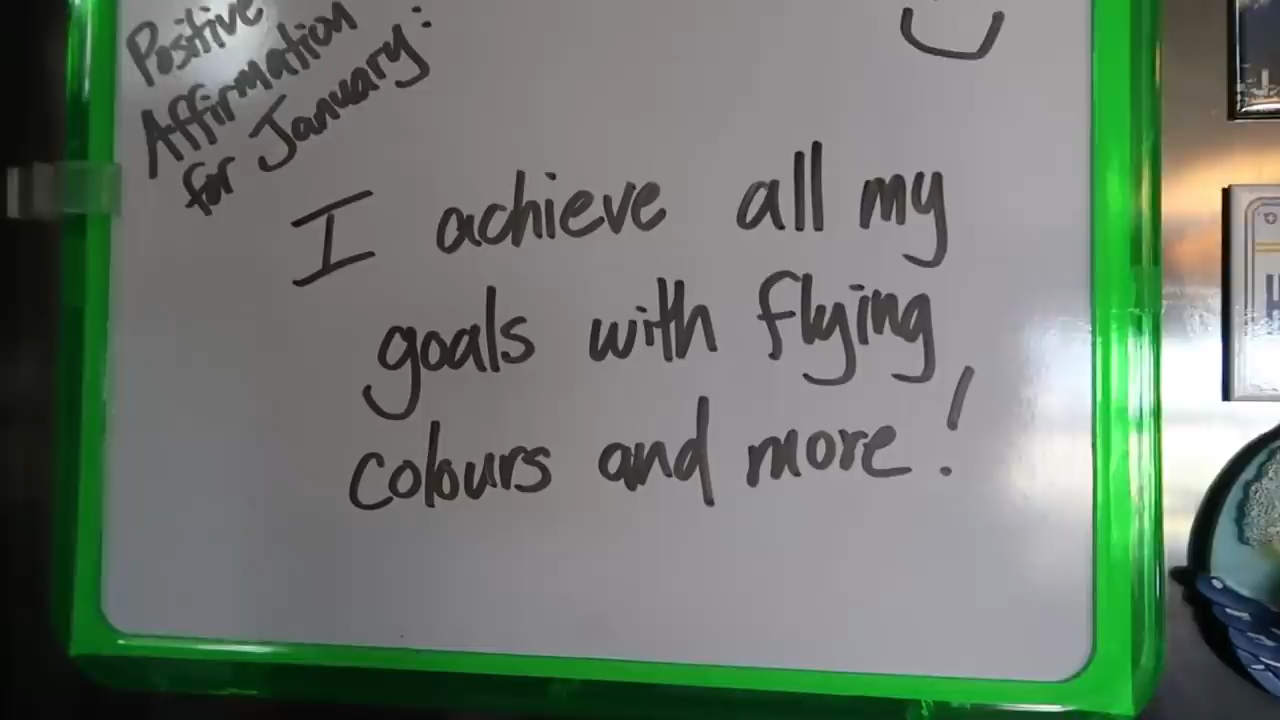 Positive
Affirmation
for January:
I achieve all my
goals with flying
colours and more!